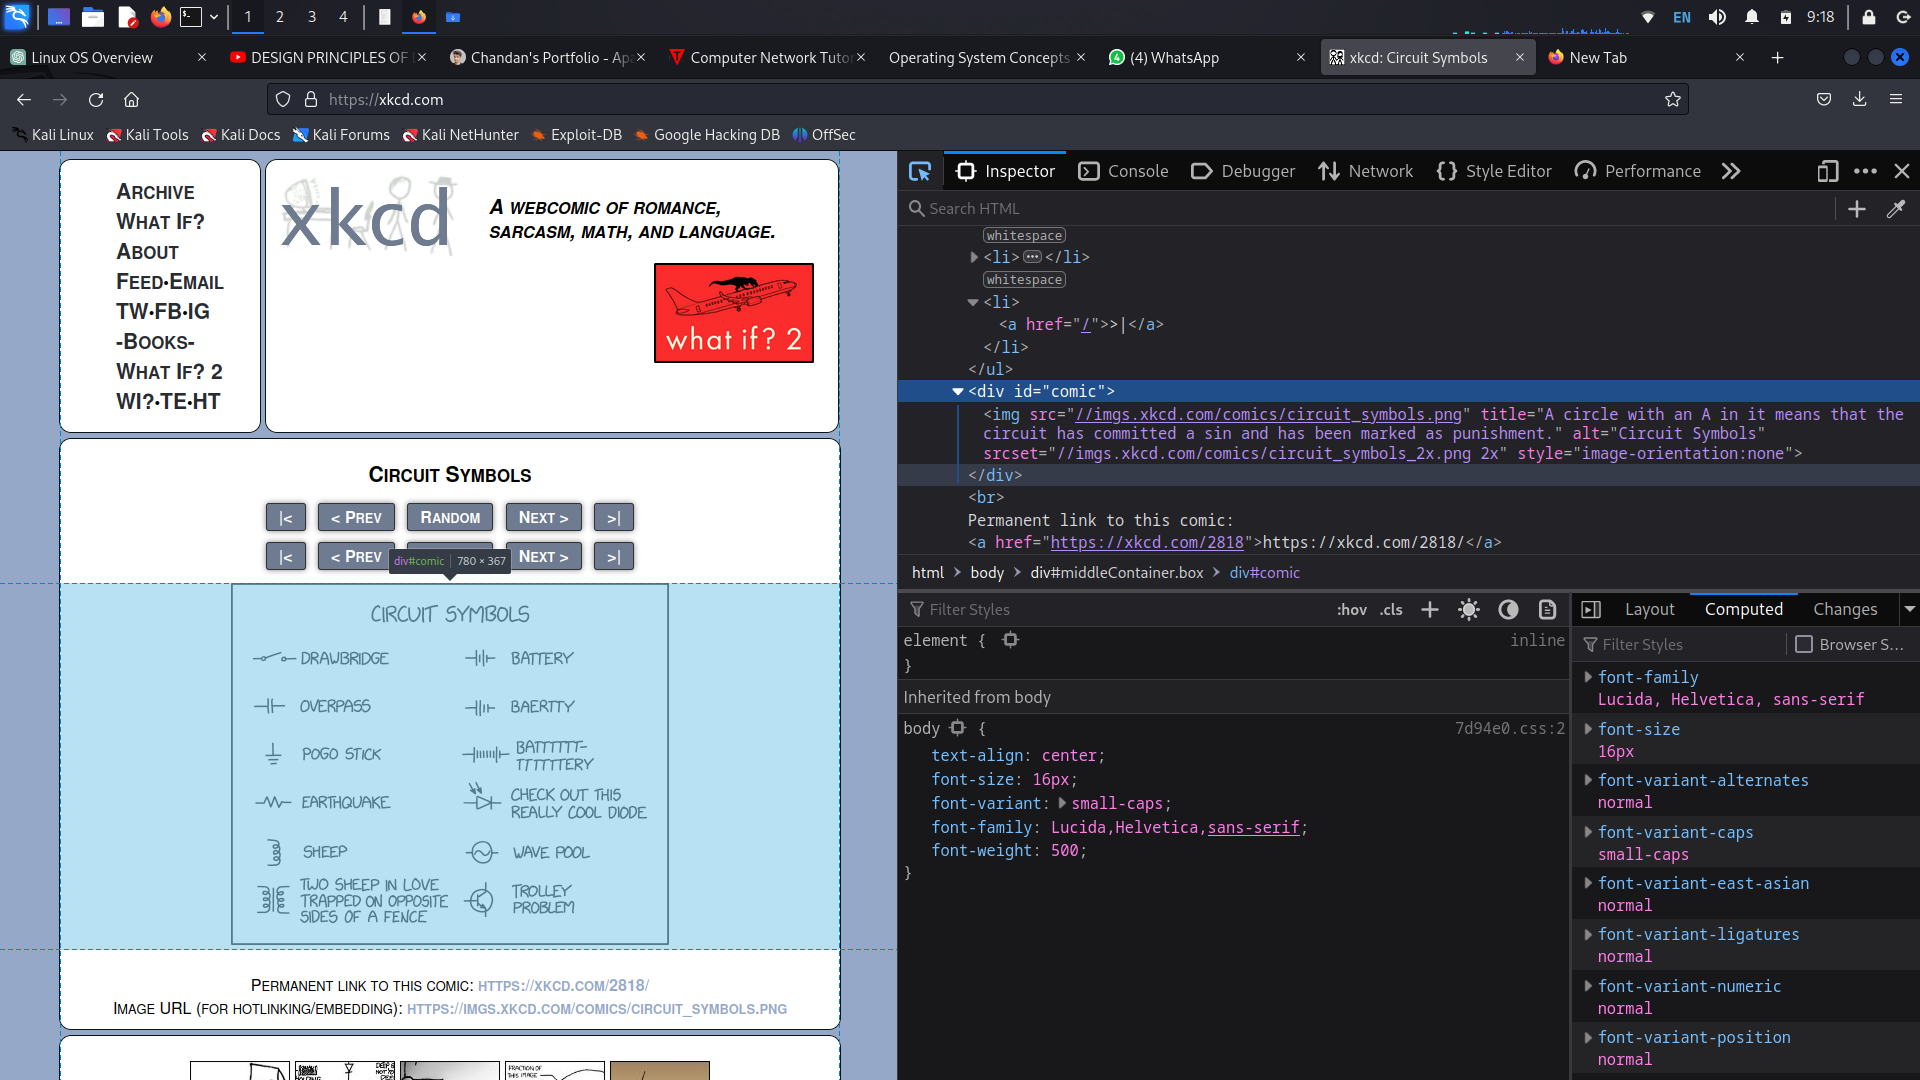 1 2 3 4 EN 9:18
Linux OS Overview
DESIGN PRINCIPLES OF
Chandan's Portfolio - Ap
Computer Network Tutor
Operating System Concepts
(4) WhatsApp
xkcd: Circuit Symbols
New Tab
https://xkcd.com
Kali Linux
Kali Tools
Kali Docs
Kali Forums
Kali NetHunter
Exploit-DB
Google Hacking DB
OffSec
ARCHIVE
WHAT IF?
ABOUT
FEED•EMAIL
TW•FB•IG
-BOOKS-
WHAT IF? 2
WI?•TE•HT
xkcd
A WEBCOMIC OF ROMANCE,
SARCASM, MATH, AND LANGUAGE.
what if? 2
CIRCUIT SYMBOLS
|< < PREV RANDOM NEXT > >|
|< < PREV NEXT > >|
div#comic 780 × 367
CIRCUIT SYMBOLS
DRAWBRIDGE
BATTERY
OVERPASS
BAERTTY
POGO STICK
BATTTTTT-
TTTTTTERY
EARTHQUAKE
CHECK OUT THIS
REALLY COOL DIODE
SHEEP
WAVE POOL
TWO SHEEP IN LOVE
TRAPPED ON OPPOSITE
SIDES OF A FENCE
TROLLEY
PROBLEM
PERMANENT LINK TO THIS COMIC: HTTPS://XKCD.COM/2818/
IMAGE URL (FOR HOTLINKING/EMBEDDING): HTTPS://IMGS.XKCD.COM/COMICS/CIRCUIT_SYMBOLS.PNG
FRACTION OF
THIS IMAGE
Inspector Console Debugger Network Style Editor Performance
Search HTML
whitespace
<li> ••• </li>
whitespace
<li>
<a href="/">>|</a>
</li>
</ul>
<div id="comic">
<img src="//imgs.xkcd.com/comics/circuit_symbols.png" title="A circle with an A in it means that the
circuit has committed a sin and has been marked as punishment." alt="Circuit Symbols"
srcset="//imgs.xkcd.com/comics/circuit_symbols_2x.png 2x" style="image-orientation:none">
</div>
<br>
Permanent link to this comic:
<a href="https://xkcd.com/2818">https://xkcd.com/2818/</a>
html > body > div#middleContainer.box > div#comic
Filter Styles :hov .cls +
element { inline
}
Inherited from body
body { 7d94e0.css:2
text-align: center;
font-size: 16px;
font-variant: small-caps;
font-family: Lucida,Helvetica,sans-serif;
font-weight: 500;
}
Layout Computed Changes
Filter Styles Browser S...
font-family
Lucida, Helvetica, sans-serif
font-size
16px
font-variant-alternates
normal
font-variant-caps
small-caps
font-variant-east-asian
normal
font-variant-ligatures
normal
font-variant-numeric
normal
font-variant-position
normal